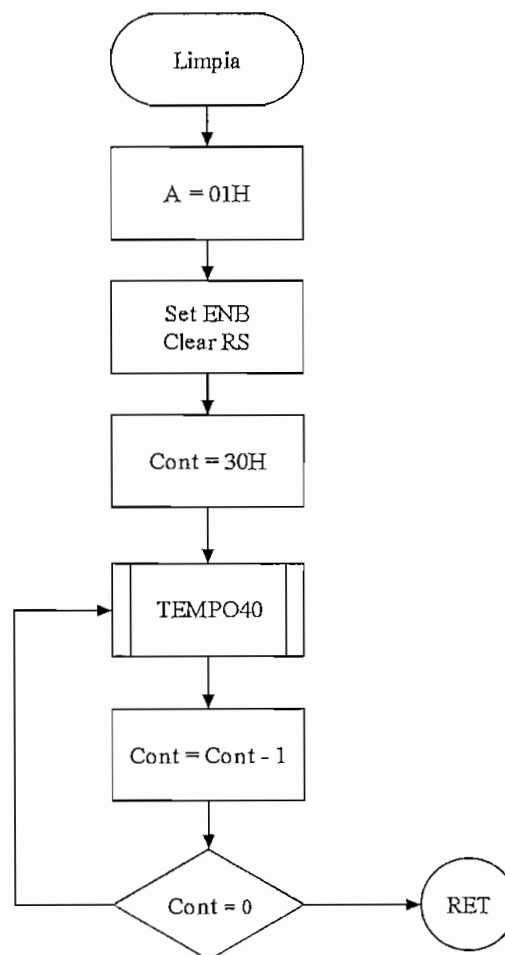 Limpia
A = 01H
Set ENB
Clear RS
Cont = 30H
TEMPO40
Cont = Cont - 1
Cont = 0
RET